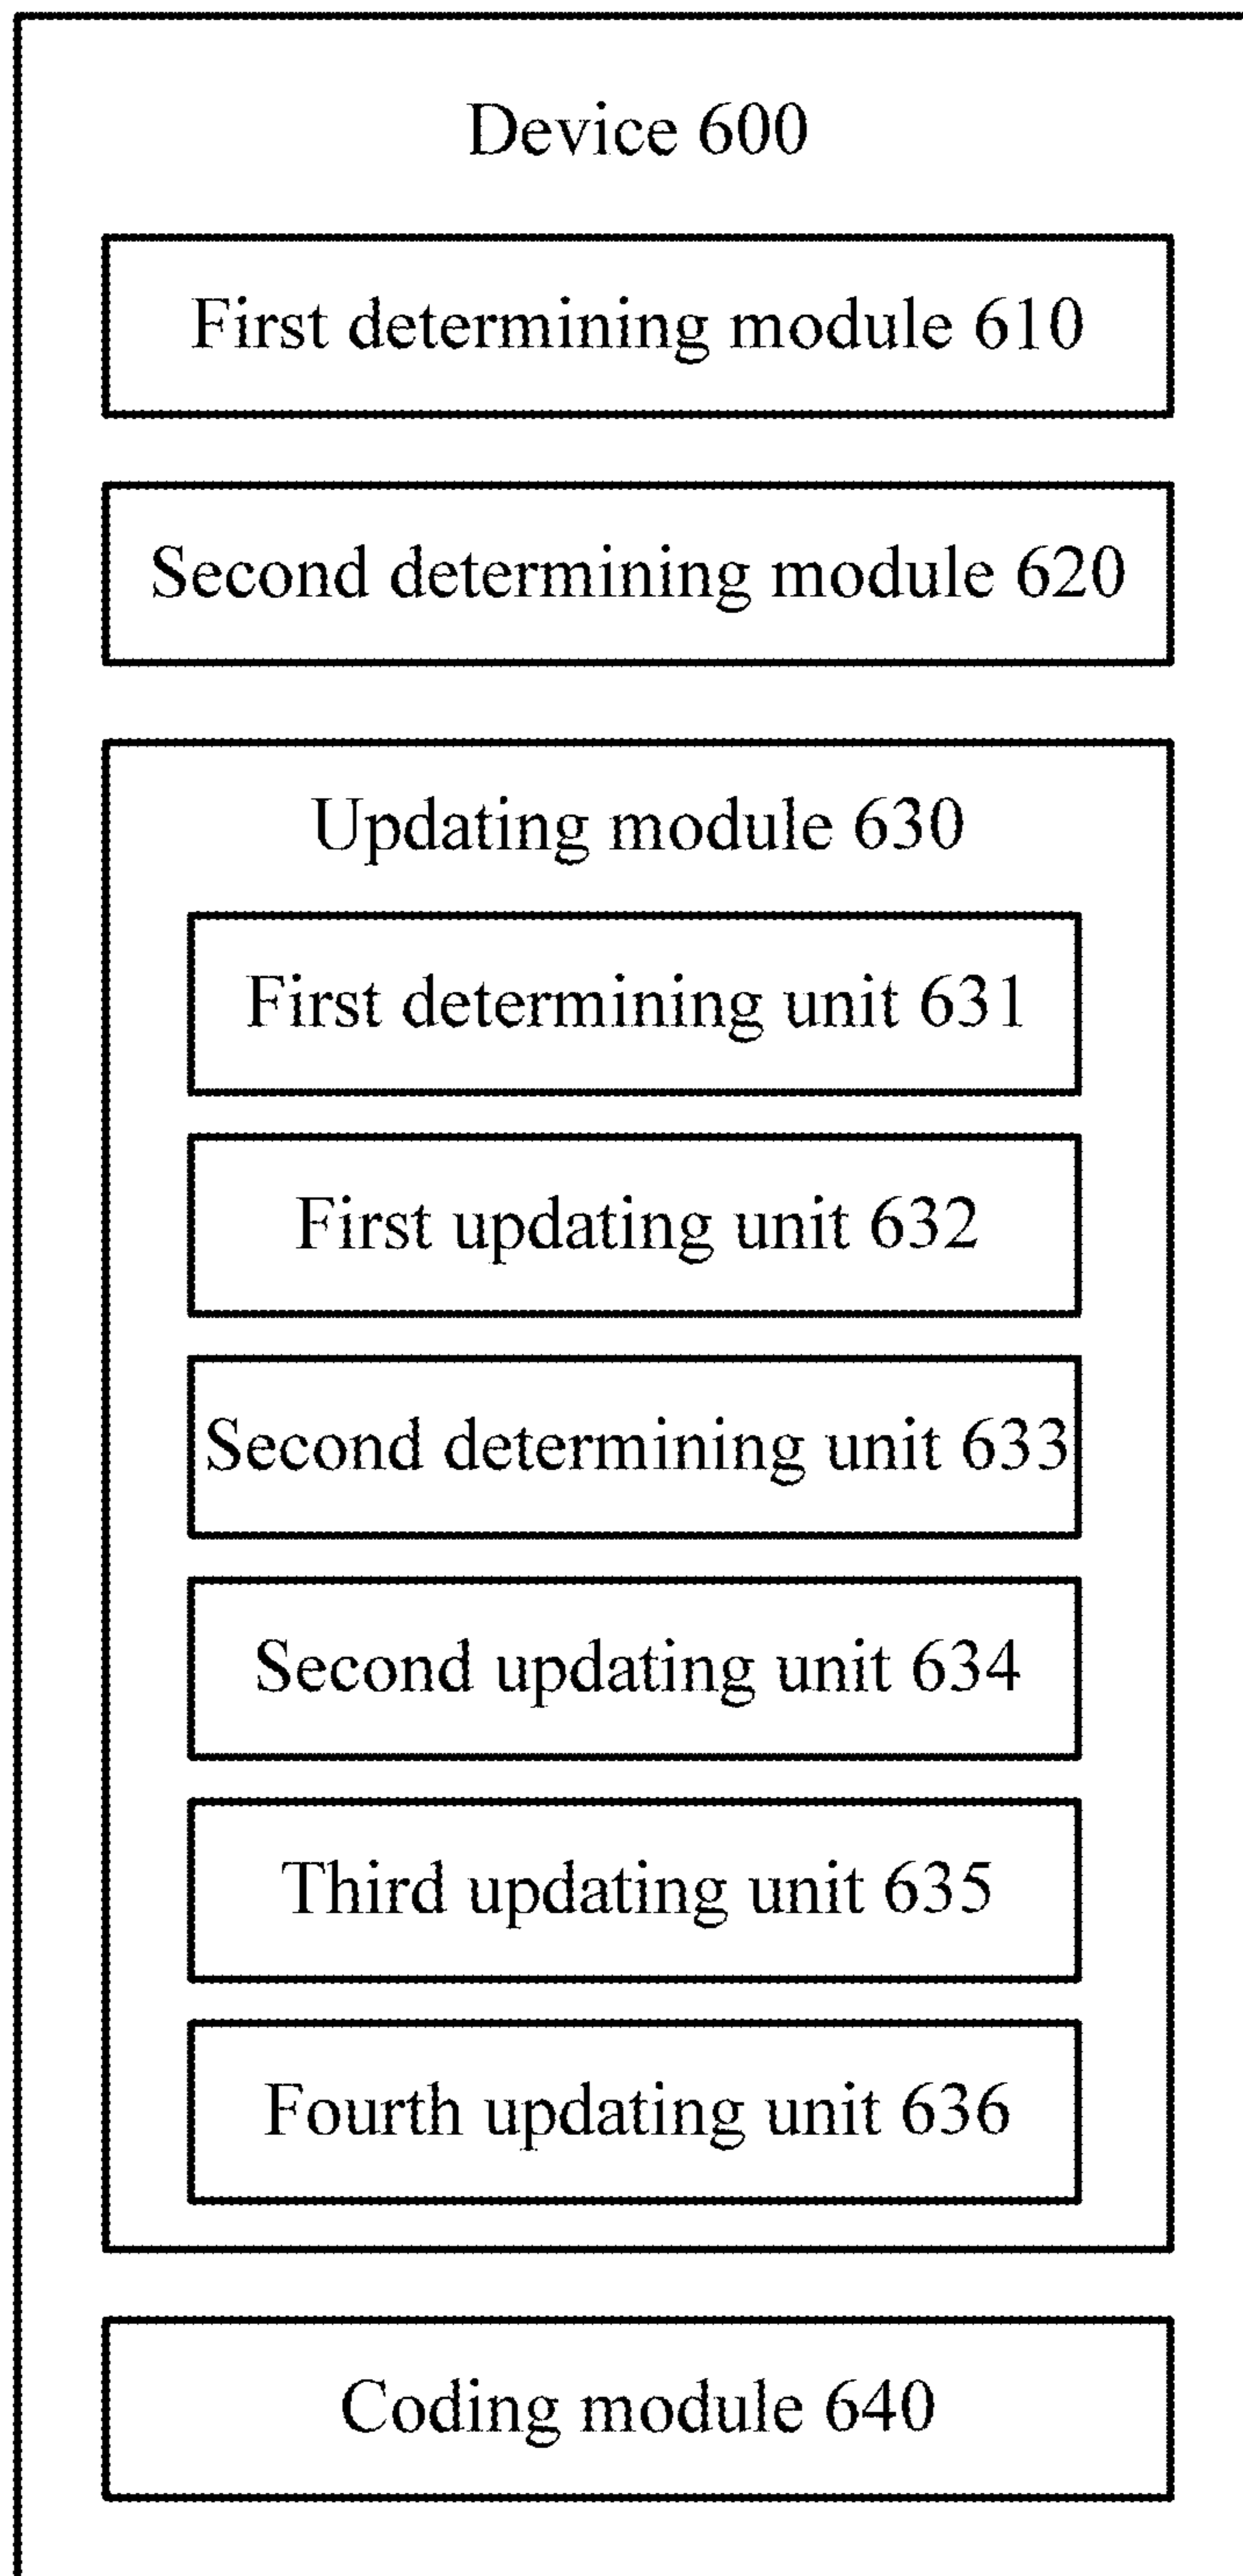 Device 600
First determining module 610
Second determining module 620
Updating module 630
First determining unit 631
First updating unit 632
Second determining unit 633
Second updating unit 634
Third updating unit 635
Fourth updating unit 636
Coding module 640